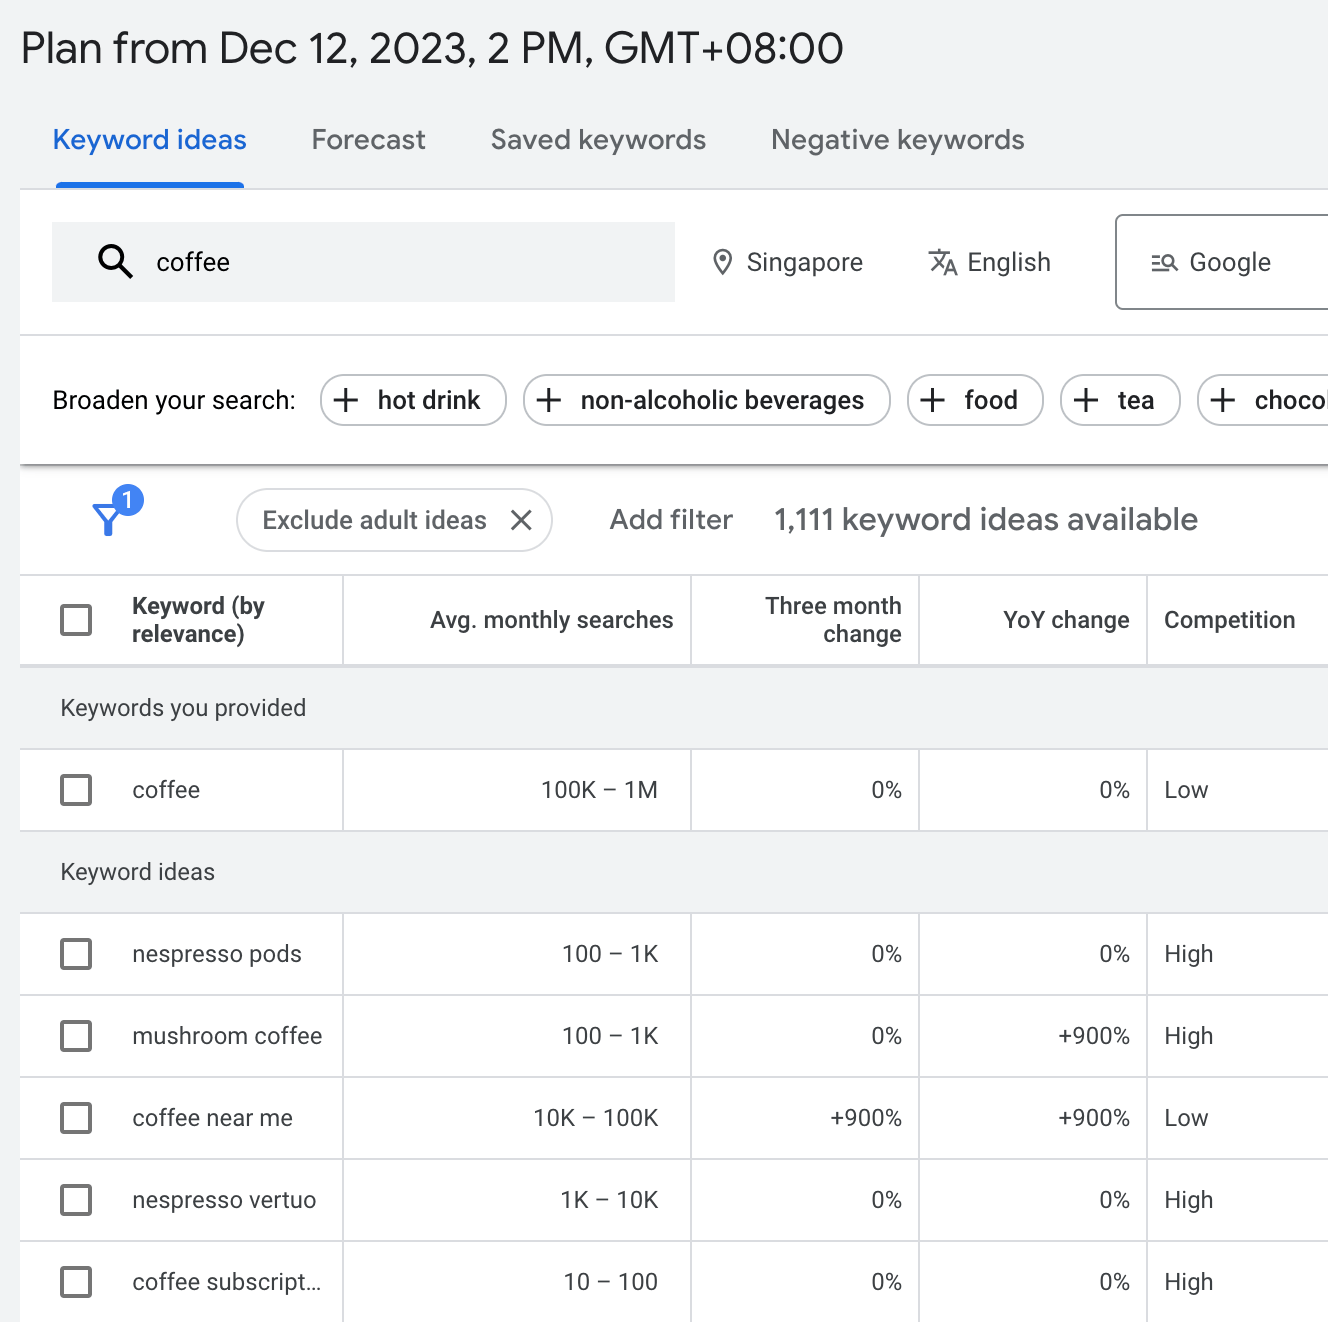 Plan from Dec 12, 2023, 2 PM, GMT+08:00
Keyword ideas Forecast Saved keywords Negative keywords
coffee Singapore English Google
Broaden your search: + hot drink + non-alcoholic beverages + food + tea + chocol
1
Exclude adult ideas Add filter 1,111 keyword ideas available
Keyword (by relevance) Avg. monthly searches Three month change YoY change Competition
Keywords you provided
coffee 100K – 1M 0% 0% Low
Keyword ideas
nespresso pods 100 – 1K 0% 0% High
mushroom coffee 100 – 1K 0% +900% High
coffee near me 10K – 100K +900% +900% Low
nespresso vertuo 1K – 10K 0% 0% High
coffee subscript... 10 – 100 0% 0% High